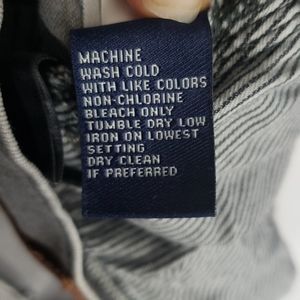 MACHINE
WASH COLD
WITH LIKE COLORS
NON-CHLORINE
BLEACH ONLY
TUMBLE DRY LOW
IRON ON LOWEST
SETTING
DRY CLEAN
IF PREFERRED